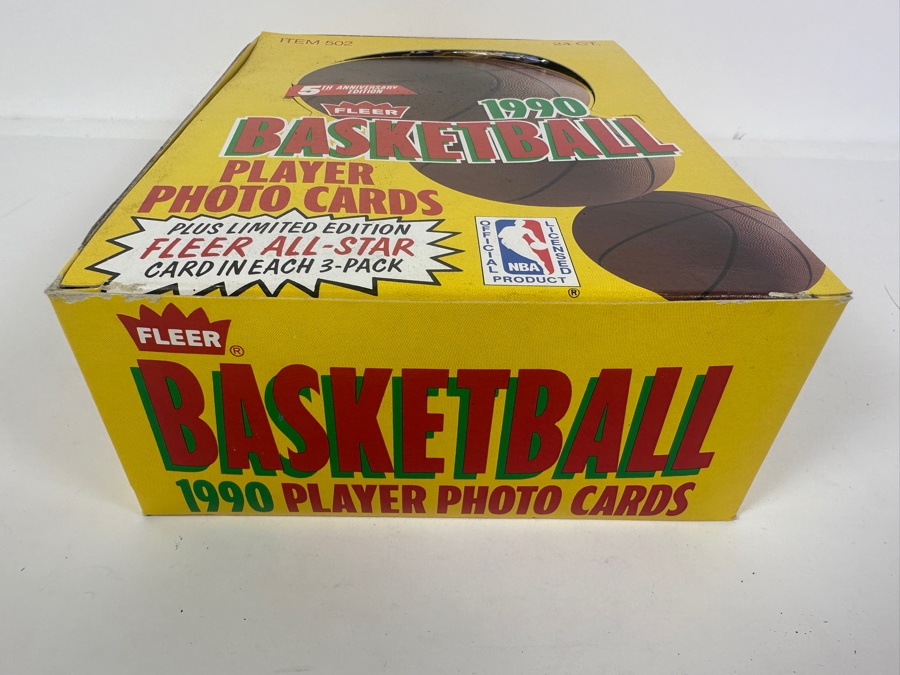 ITEM 502
24 CT.
5TH ANNIVERSARY
EDITION
FLEER
1990
BASKETBALL
PLAYER
PHOTO CARDS
PLUS LIMITED EDITION
FLEER ALL-STAR
CARD IN EACH 3-PACK
OFFICIAL
LICENSED
NBA
PRODUCT
®
FLEER
®
BASKETBALL
1990 PLAYER PHOTO CARDS